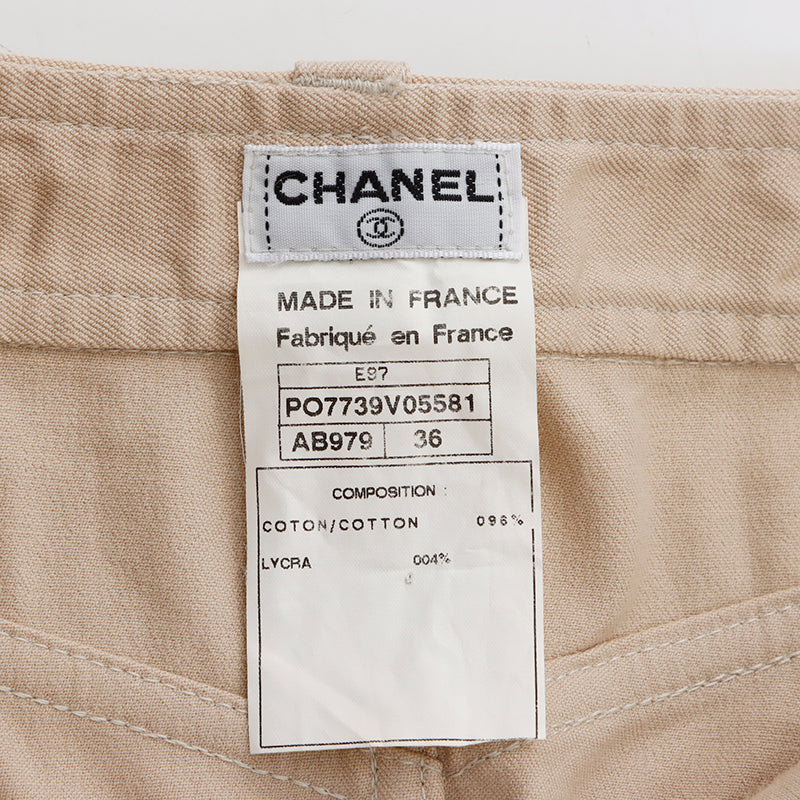 CHANEL
MADE IN FRANCE
Fabriqué en France
E97
PO7739V05581
AB979 36
COMPOSITION :
COTON/COTTON 096%
LYCRA 004%